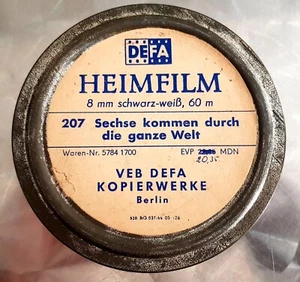 DEFA
HEIMFILM
8 mm schwarz-weiß, 60 m
207 Sechse kommen durch
die ganze Welt
Waren-Nr. 5784 1700 EVP MDN
20,35
VEB DEFA
KOPIERWERKE
Berlin